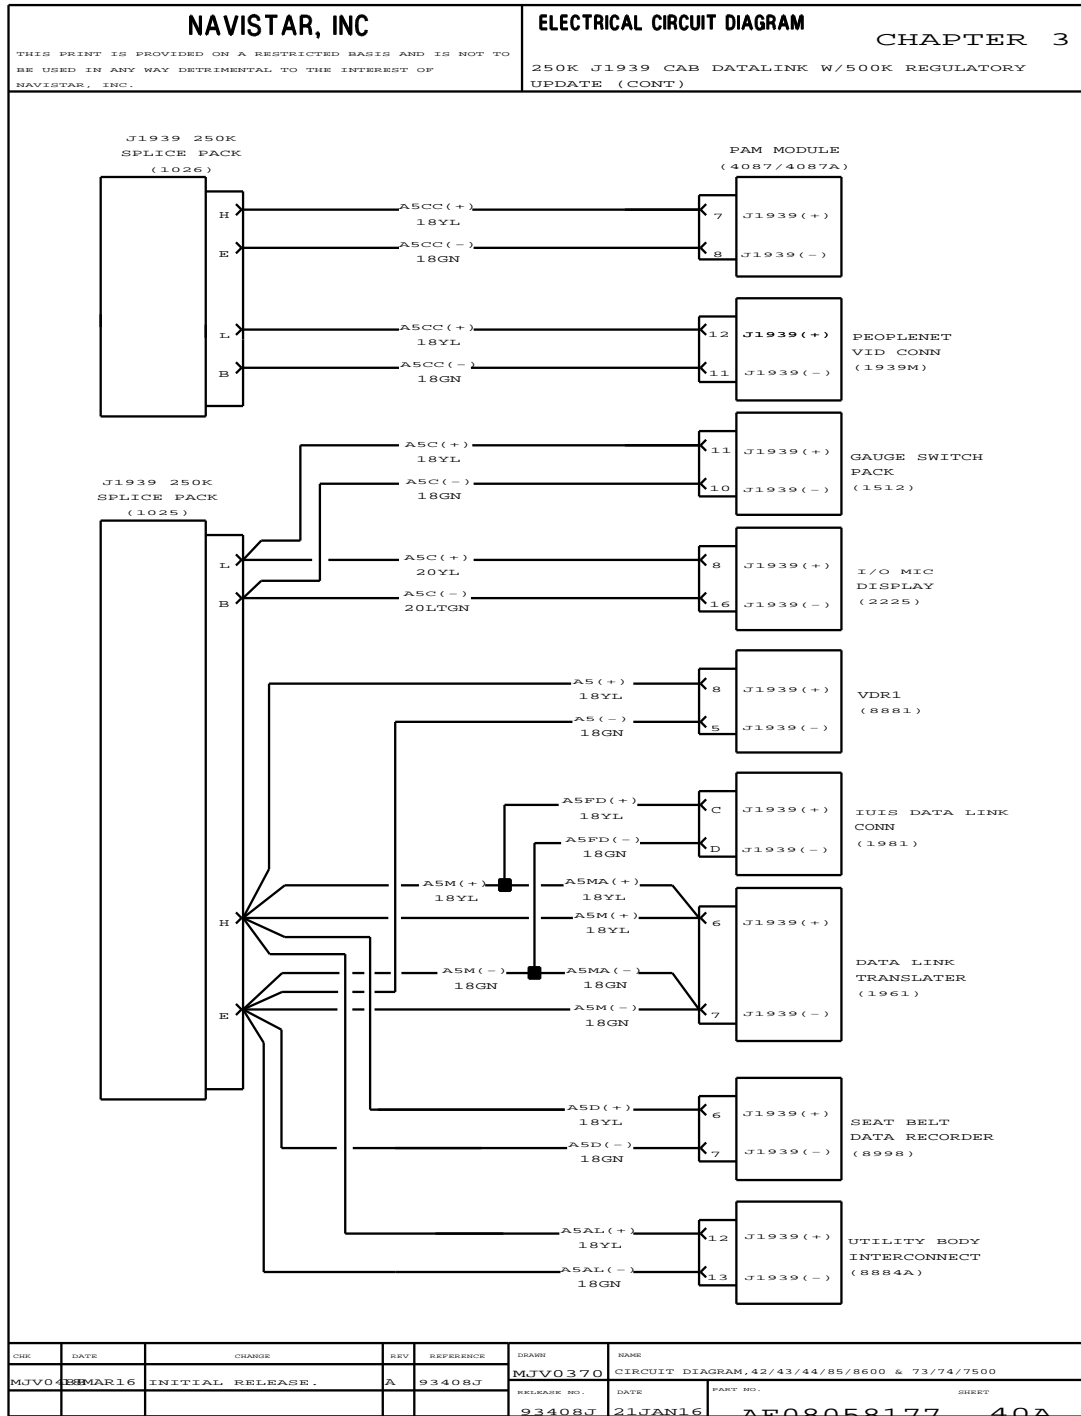 NAVISTAR, INC
THIS PRINT IS PROVIDED ON A RESTRICTED BASIS AND IS NOT TO
BE USED IN ANY WAY DETRIMENTAL TO THE INTEREST OF
NAVISTAR, INC.
ELECTRICAL CIRCUIT DIAGRAM
CHAPTER 3
250K J1939 CAB DATALINK W/500K REGULATORY
UPDATE (CONT)
J1939 250K
SPLICE PACK
(1026)
H
E
L
B
A5CC(+)
18YL
A5CC(-)
18GN
A5CC(+)
18YL
A5CC(-)
18GN
PAM MODULE
(4087/4087A)
7 J1939(+)
8 J1939(-)
12 J1939(+)
11 J1939(-)
PEOPLENET
VID CONN
(1939M)
A5C(+)
18YL
A5C(-)
18GN
11 J1939(+)
10 J1939(-)
GAUGE SWITCH
PACK
(1512)
J1939 250K
SPLICE PACK
(1025)
L
B
H
E
A5C(+)
20YL
A5C(-)
20LTGN
8 J1939(+)
16 J1939(-)
I/O MIC
DISPLAY
(2225)
A5(+)
18YL
A5(-)
18GN
8 J1939(+)
5 J1939(-)
VDR1
(8881)
A5FD(+)
18YL
A5FD(-)
18GN
C J1939(+)
D J1939(-)
IUIS DATA LINK
CONN
(1981)
A5M(+)
18YL
A5MA(+)
18YL
A5M(+)
18YL
A5M(-)
18GN
A5MA(-)
18GN
A5M(-)
18GN
6 J1939(+)
7 J1939(-)
DATA LINK
TRANSLATER
(1961)
A5D(+)
18YL
A5D(-)
18GN
6 J1939(+)
7 J1939(-)
SEAT BELT
DATA RECORDER
(8998)
A5AL(+)
18YL
A5AL(-)
18GN
12 J1939(+)
13 J1939(-)
UTILITY BODY
INTERCONNECT
(8884A)
CHK DATE CHANGE REV REFERENCE
INITIAL RELEASE. A 93408J
DRAWN
MJV0370
NAME
CIRCUIT DIAGRAM,42/43/44/85/8600 & 73/74/7500
RELEASE NO.
93408J
DATE
21JAN16
PART NO.
AF08058177
SHEET
40A